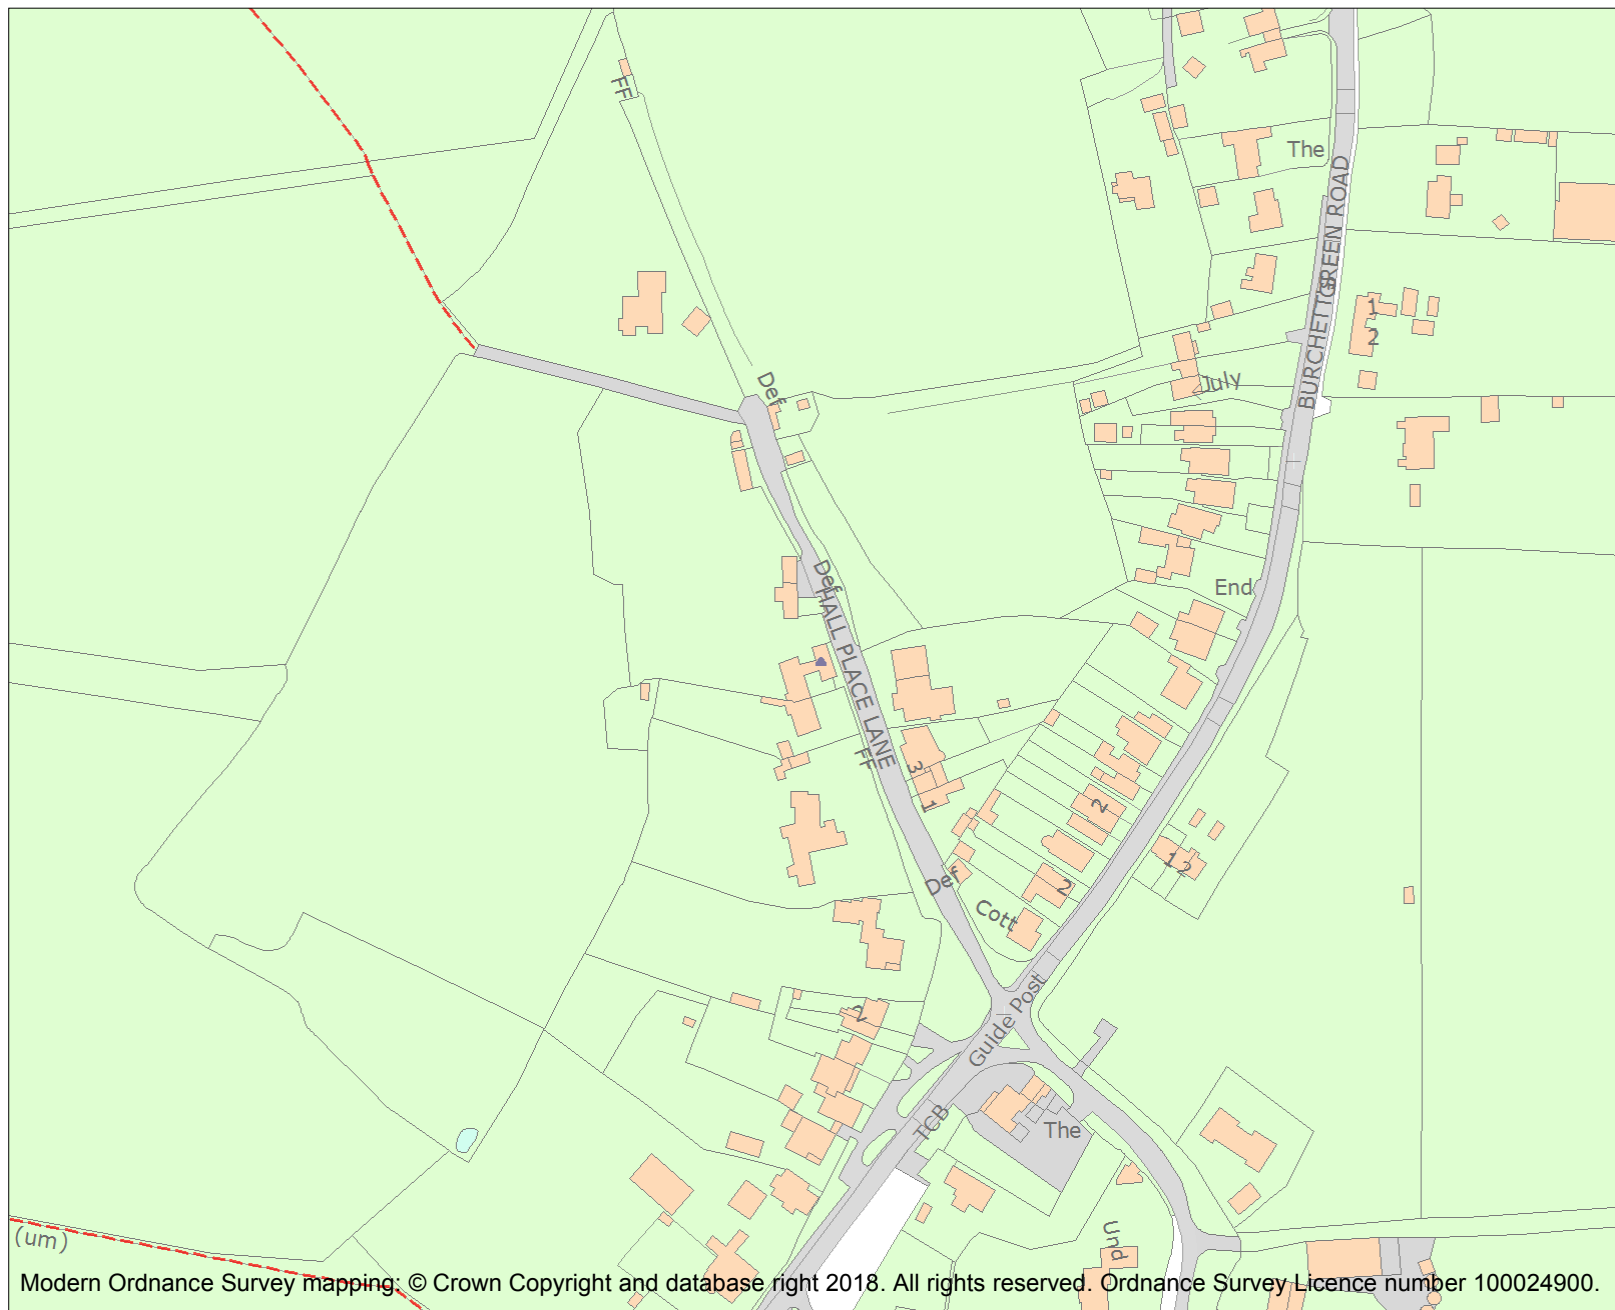 FF
The
BURCHETT'S GREEN ROAD
1
2
Def
July
Def
End
HALL PLACE LANE
FF
3
1
2
1 2
Def
2
Cott
2
Guide Post
TCB
The
Und
(um)
Modern Ordnance Survey mapping: © Crown Copyright and database right 2018. All rights reserved. Ordnance Survey Licence number 100024900.